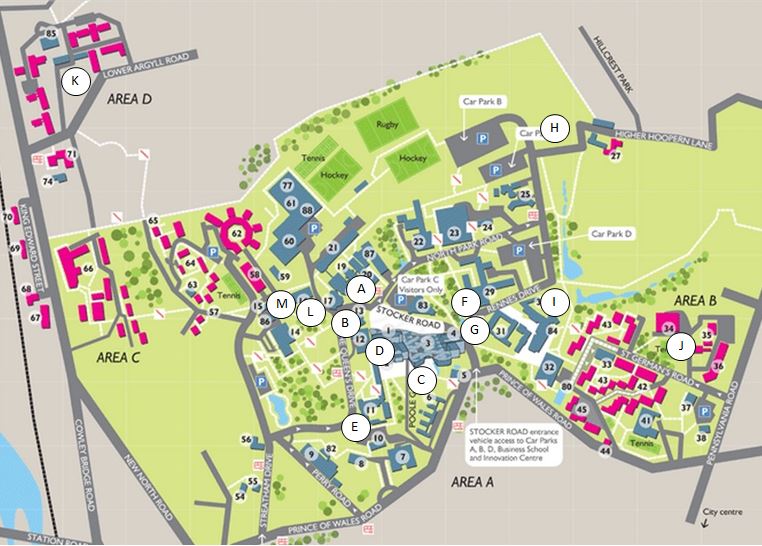 85
K
LOWER ARGYLL ROAD
AREA D
HILLCREST PARK
Car Park B
P
H
Car P
Rugby
HIGHER HOOPERN LANE
27
Tennis
Hockey
Hockey
P
71
74
77
61
88
25
70
KING EDWARD STREET
65
62
60
P
21
22
23
24
NORTH PARK ROAD
P
Car Park D
69
66
64
63
P
58
59
19
87
20
68
67
57
Tennis
15
86
M
L
17
A
13
B
Car Park C
Visitors Only
P
83
F
29
RENNES DRIVE
I
STOCKER ROAD
G
31
84
AREA B
34
35
J
36
AREA C
14
12
1
D
3
4
C
5
6
32
80
43
33
43
42
ST GERMAN'S ROAD
45
PRINCE OF WALES ROAD
P
11
E
10
9
82
8
7
PERRY ROAD
41
Tennis
37
P
38
44
PENNSYLVANIA ROAD
STOCKER ROAD entrance
vehicle access to Car Parks
A, B, D, Business School
and Innovation Centre
56
55
54
COWLEY BRIDGE ROAD
NEW NORTH ROAD
STREATHAM DRIVE
AREA A
PRINCE OF WALES ROAD
City centre
STATION ROAD